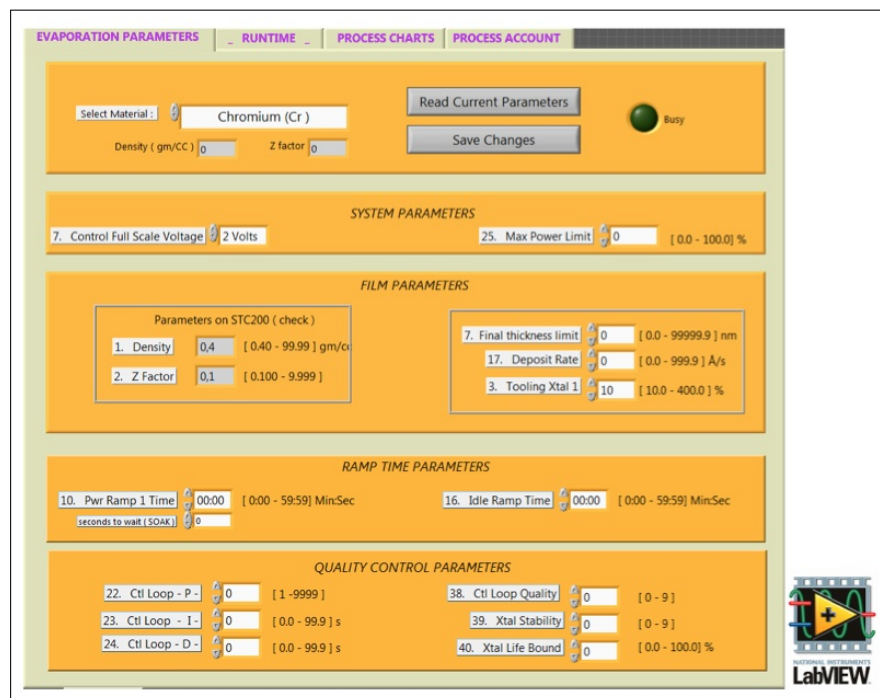 EVAPORATION PARAMETERS _ RUNTIME _ PROCESS CHARTS PROCESS ACCOUNT
Select Material : Chromium (Cr )
Density ( gm/CC ) 0 Z factor 0
Read Current Parameters
Save Changes
Busy
SYSTEM PARAMETERS
7. Control Full Scale Voltage 2 Volts 25. Max Power Limit 0 [ 0.0 - 100.0] %
FILM PARAMETERS
Parameters on STC200 ( check )
1. Density 0,4 [ 0.40 - 99.99 ] gm/cc
2. Z Factor 0,1 [ 0.100 - 9.999 ]
7. Final thickness limit 0 [ 0.0 - 99999.9 ] nm
17. Deposit Rate 0 [ 0.0 - 999.9 ] Å/s
3. Tooling Xtal 1 10 [ 10.0 - 400.0 ] %
RAMP TIME PARAMETERS
10. Pwr Ramp 1 Time 00:00 [ 0:00 - 59:59] Min:Sec 16. Idle Ramp Time 00:00 [ 0:00 - 59:59] Min:Sec
seconds to wait ( SOAK ) 0
QUALITY CONTROL PARAMETERS
22. Ctl Loop - P - 0 [ 1 -9999 ] 38. Ctl Loop Quality 0 [ 0 - 9 ]
23. Ctl Loop - I - 0 [ 0.0 - 99.9 ] s 39. Xtal Stability 0 [ 0 - 9 ]
24. Ctl Loop - D - 0 [ 0.0 - 99.9 ] s 40. Xtal Life Bound 0 [ 0.0 - 100.0] %
NATIONAL INSTRUMENTS
LabVIEW